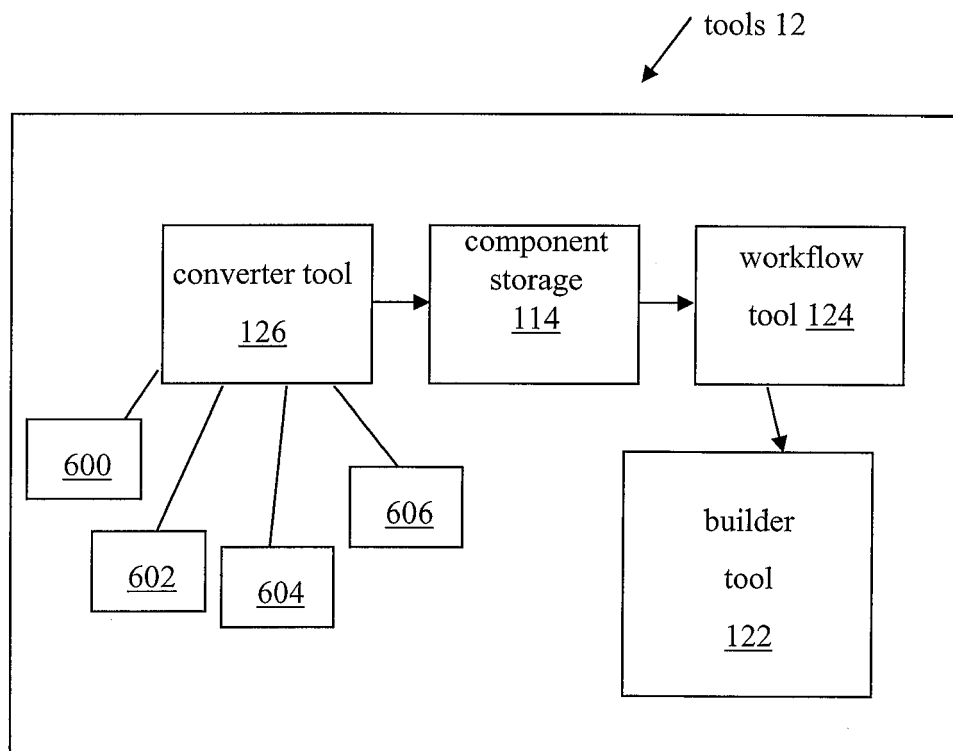 tools 12
converter tool
126
component
storage
114
workflow
tool 124
600
602
604
606
builder
tool
122